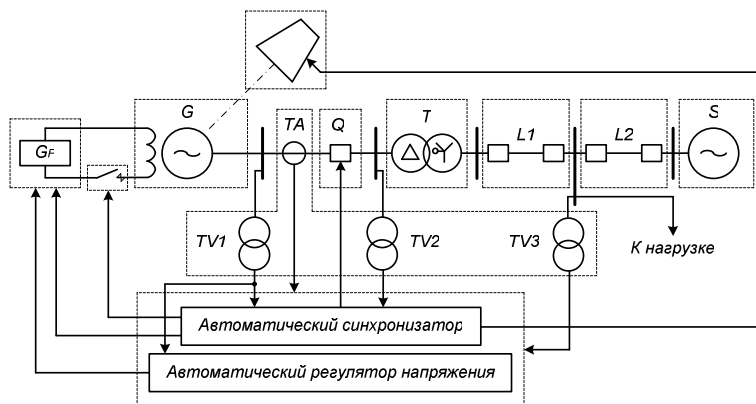 G
TA
Q
T
L1
L2
S
GF
TV1
TV2
TV3
К нагрузке
Автоматический синхронизатор
Автоматический регулятор напряжения